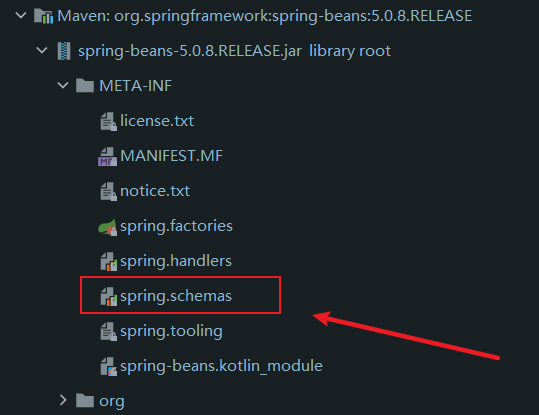 Maven: org.springframework:spring-beans:5.0.8.RELEASE
spring-beans-5.0.8.RELEASE.jar library root
META-INF
license.txt
MANIFEST.MF
notice.txt
spring.factories
spring.handlers
spring.schemas
spring.tooling
spring-beans.kotlin_module
org